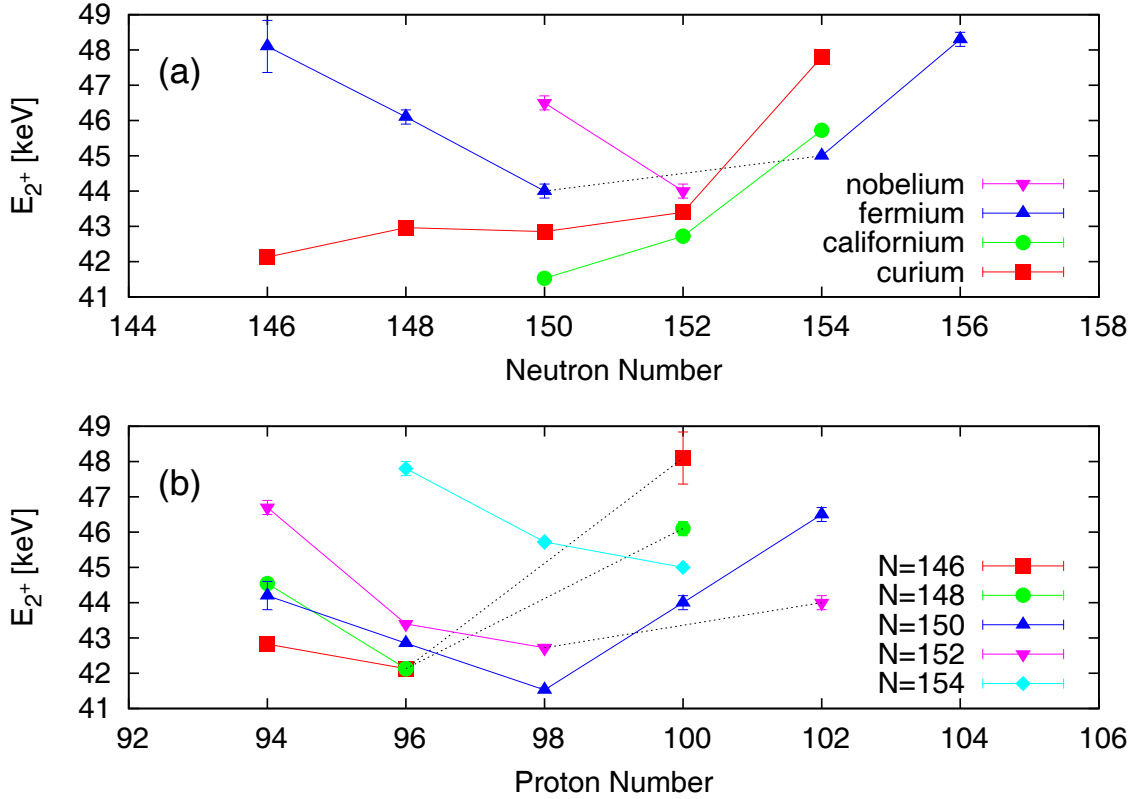 49
48
47
46
45
44
43
42
41
E2+ [keV]
(a)
nobelium
fermium
californium
curium
144 146 148 150 152 154 156 158
Neutron Number
49
48
47
46
45
44
43
42
41
E2+ [keV]
(b)
N=146
N=148
N=150
N=152
N=154
92 94 96 98 100 102 104 106
Proton Number